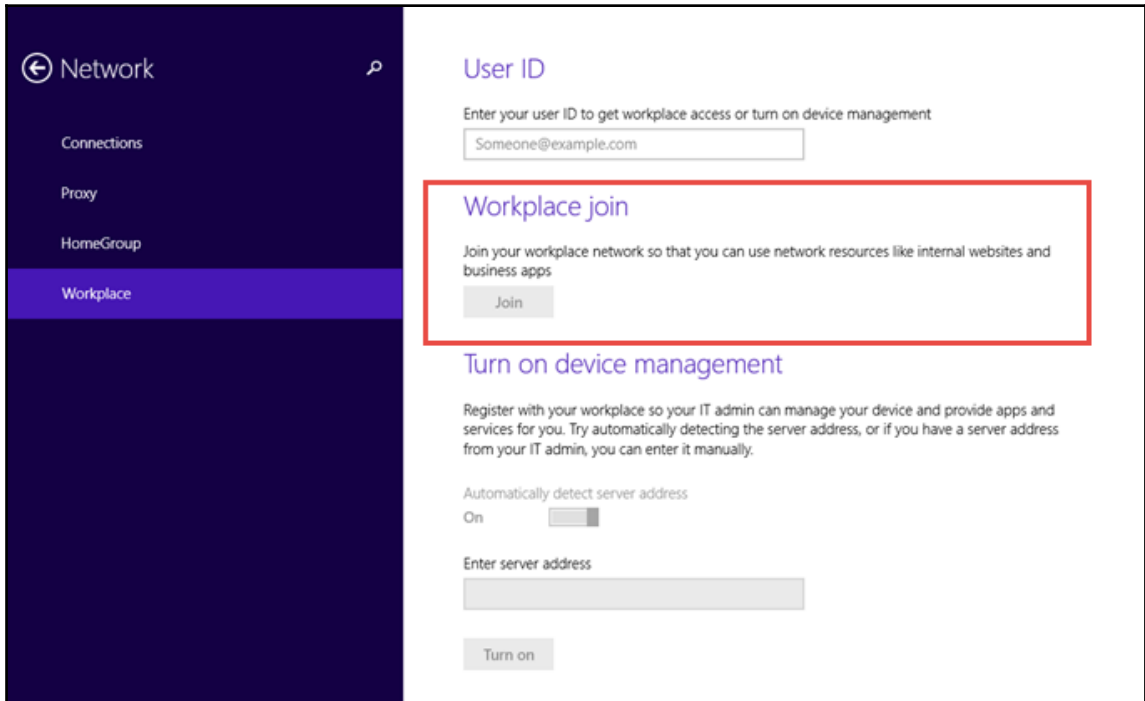 Network
Connections
Proxy
HomeGroup
Workplace
User ID
Enter your user ID to get workplace access or turn on device management
Someone@example.com
Workplace join
Join your workplace network so that you can use network resources like internal websites and
business apps
Join
Turn on device management
Register with your workplace so your IT admin can manage your device and provide apps and
services for you. Try automatically detecting the server address, or if you have a server address
from your IT admin, you can enter it manually.
Automatically detect server address
On
Enter server address
Turn on